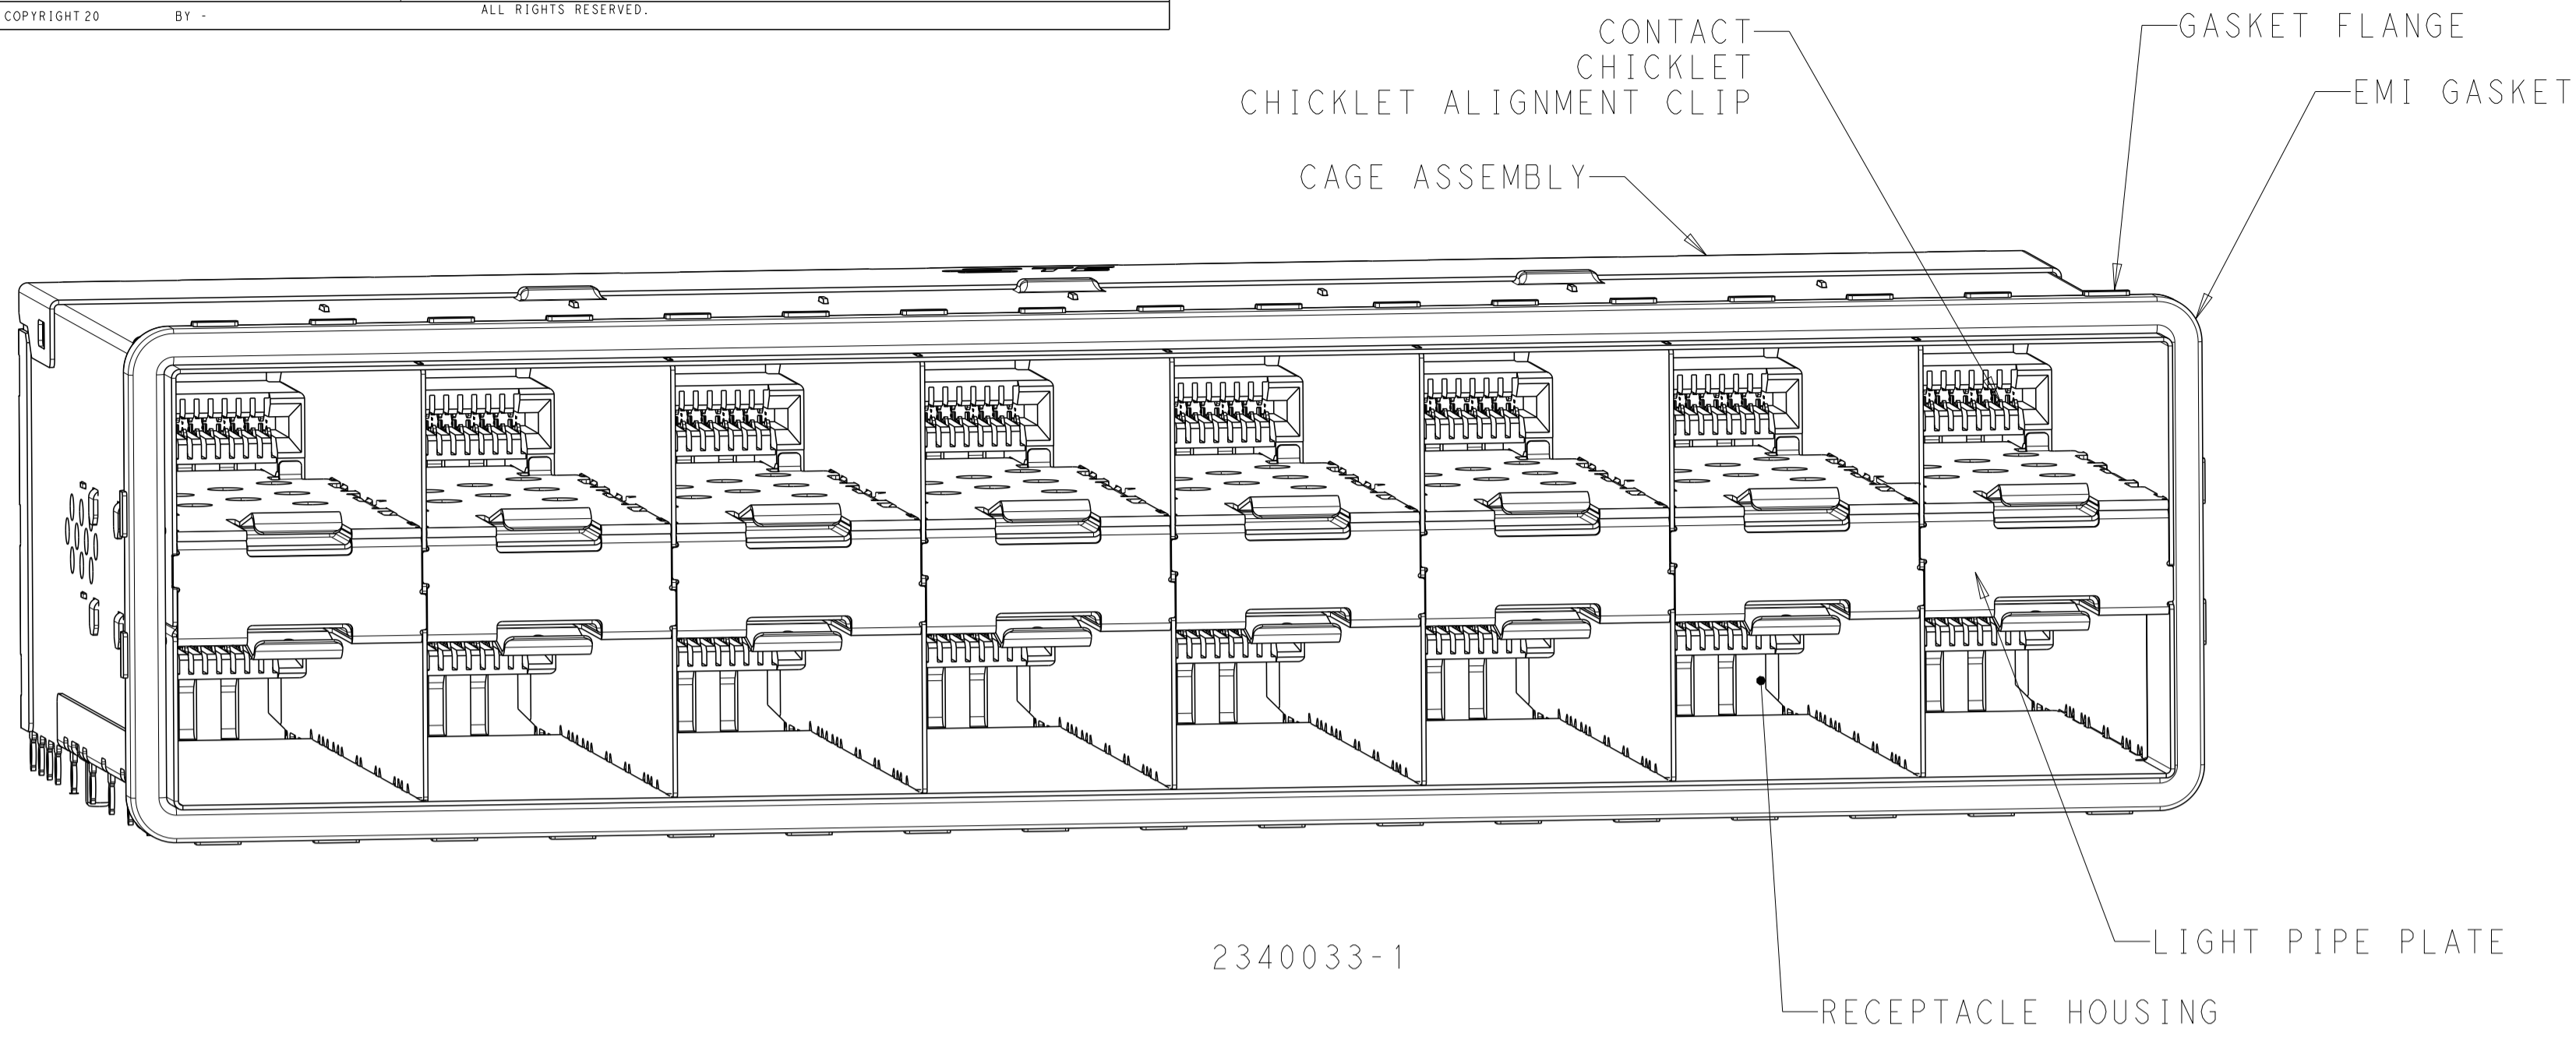 COPYRIGHT 20 BY -
ALL RIGHTS RESERVED.
GASKET FLANGE
CONTACT
CHICKLET
CHICKLET ALIGNMENT CLIP
EMI GASKET
CAGE ASSEMBLY
LIGHT PIPE PLATE
2340033-1
RECEPTACLE HOUSING